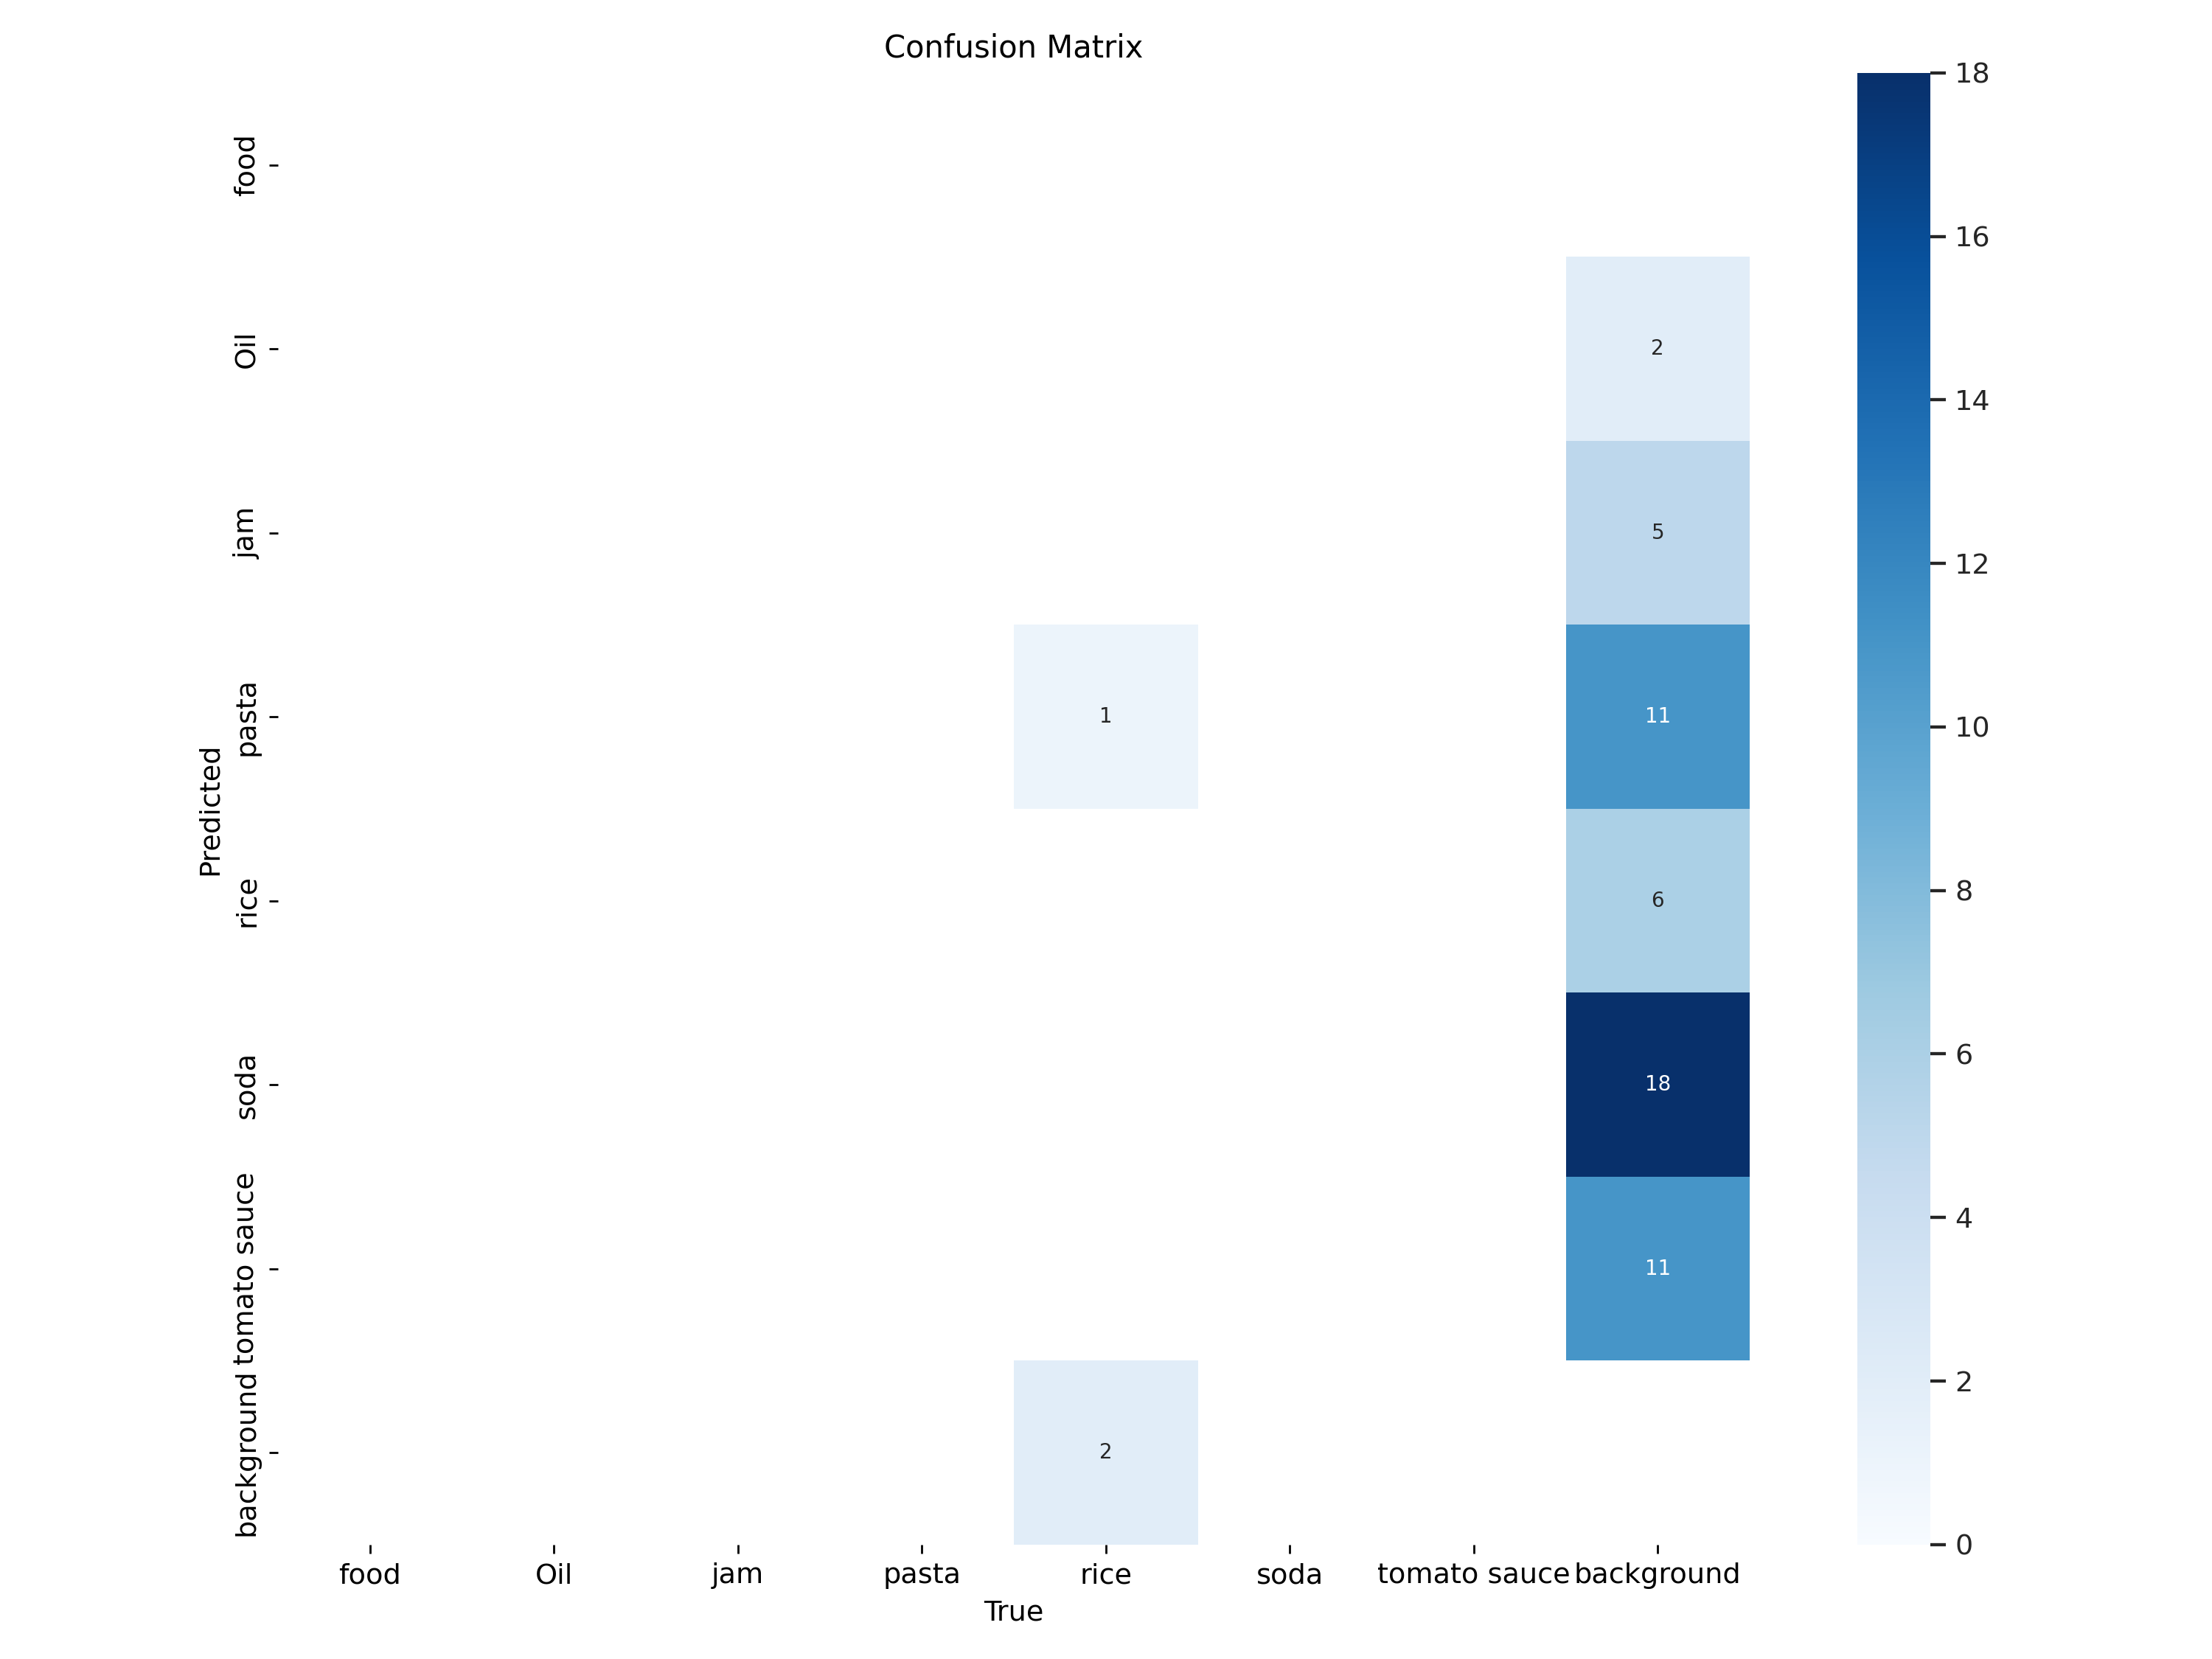 Confusion Matrix
food
Oil
jam
pasta
rice
soda
tomato sauce
background
Predicted
2
5
1
11
6
18
11
2
food
Oil
jam
pasta
rice
soda
tomato sauce
background
True
18
16
14
12
10
8
6
4
2
0